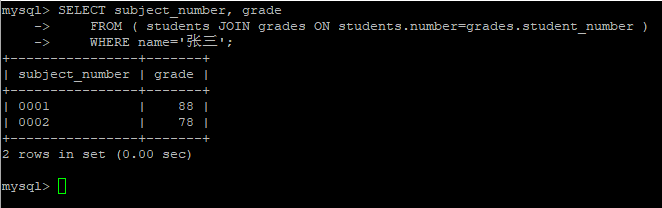 mysql> SELECT subject_number, grade
    -> FROM ( students JOIN grades ON students.number=grades.student_number )
    -> WHERE name='张三';
+----------------+-------+
| subject_number | grade |
+----------------+-------+
| 0001           |    88 |
| 0002           |    78 |
+----------------+-------+
2 rows in set (0.00 sec)
mysql>